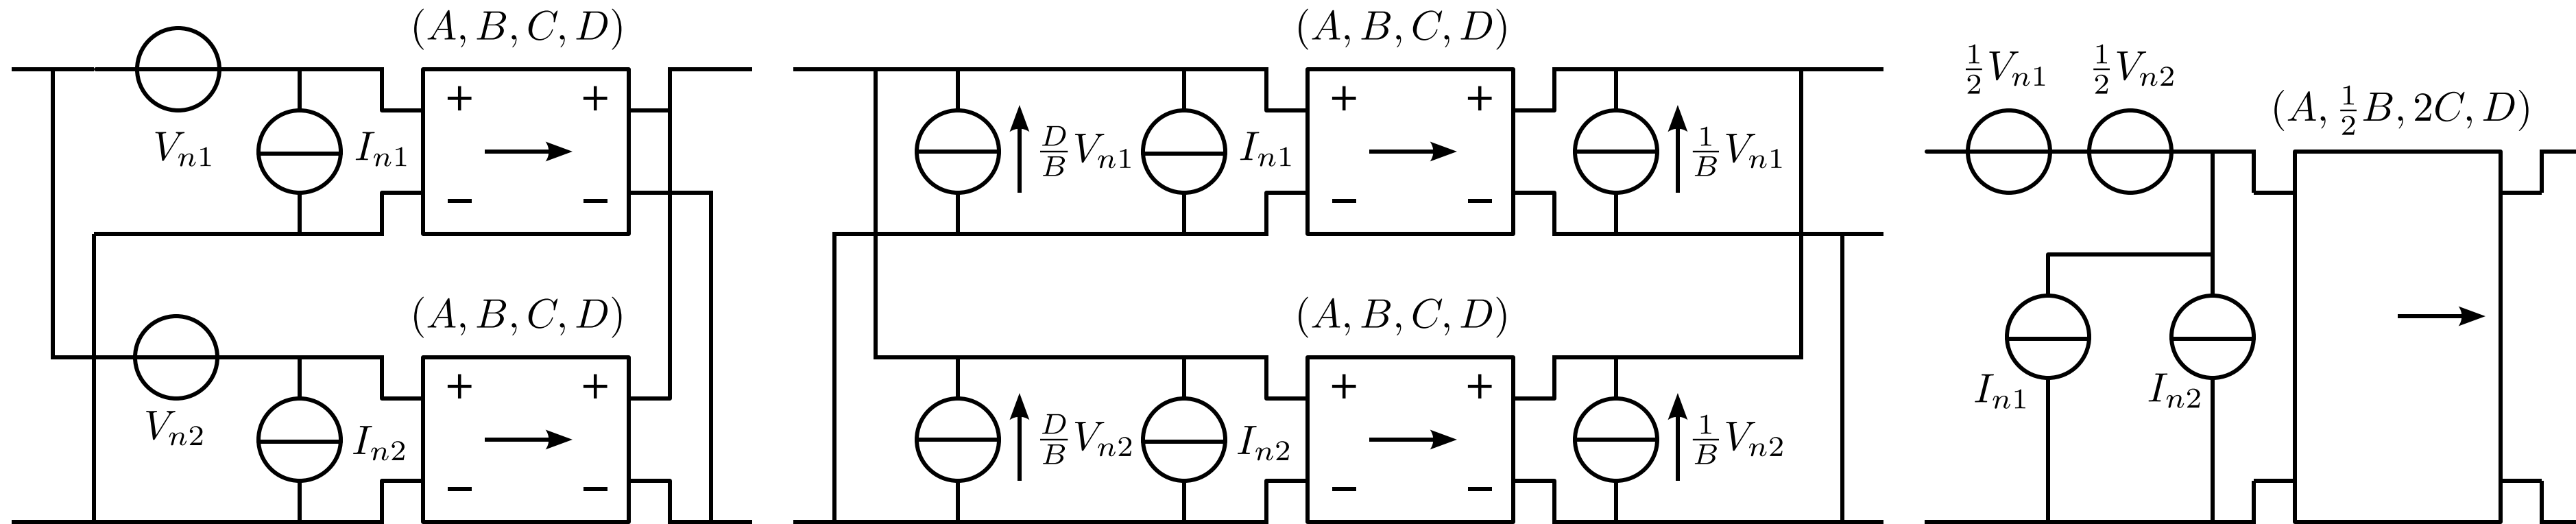 (A, B, C, D)
+ +
V_{n1} I_{n1}
− −
(A, B, C, D)
+ +
V_{n2} I_{n2}
− −
(A, B, C, D)
+ +
\frac{D}{B}V_{n1} I_{n1} \frac{1}{B}V_{n1}
− −
(A, B, C, D)
+ +
\frac{D}{B}V_{n2} I_{n2} \frac{1}{B}V_{n2}
− −
\frac{1}{2}V_{n1} \frac{1}{2}V_{n2}
(A, \frac{1}{2}B, 2C, D)
I_{n1} I_{n2}